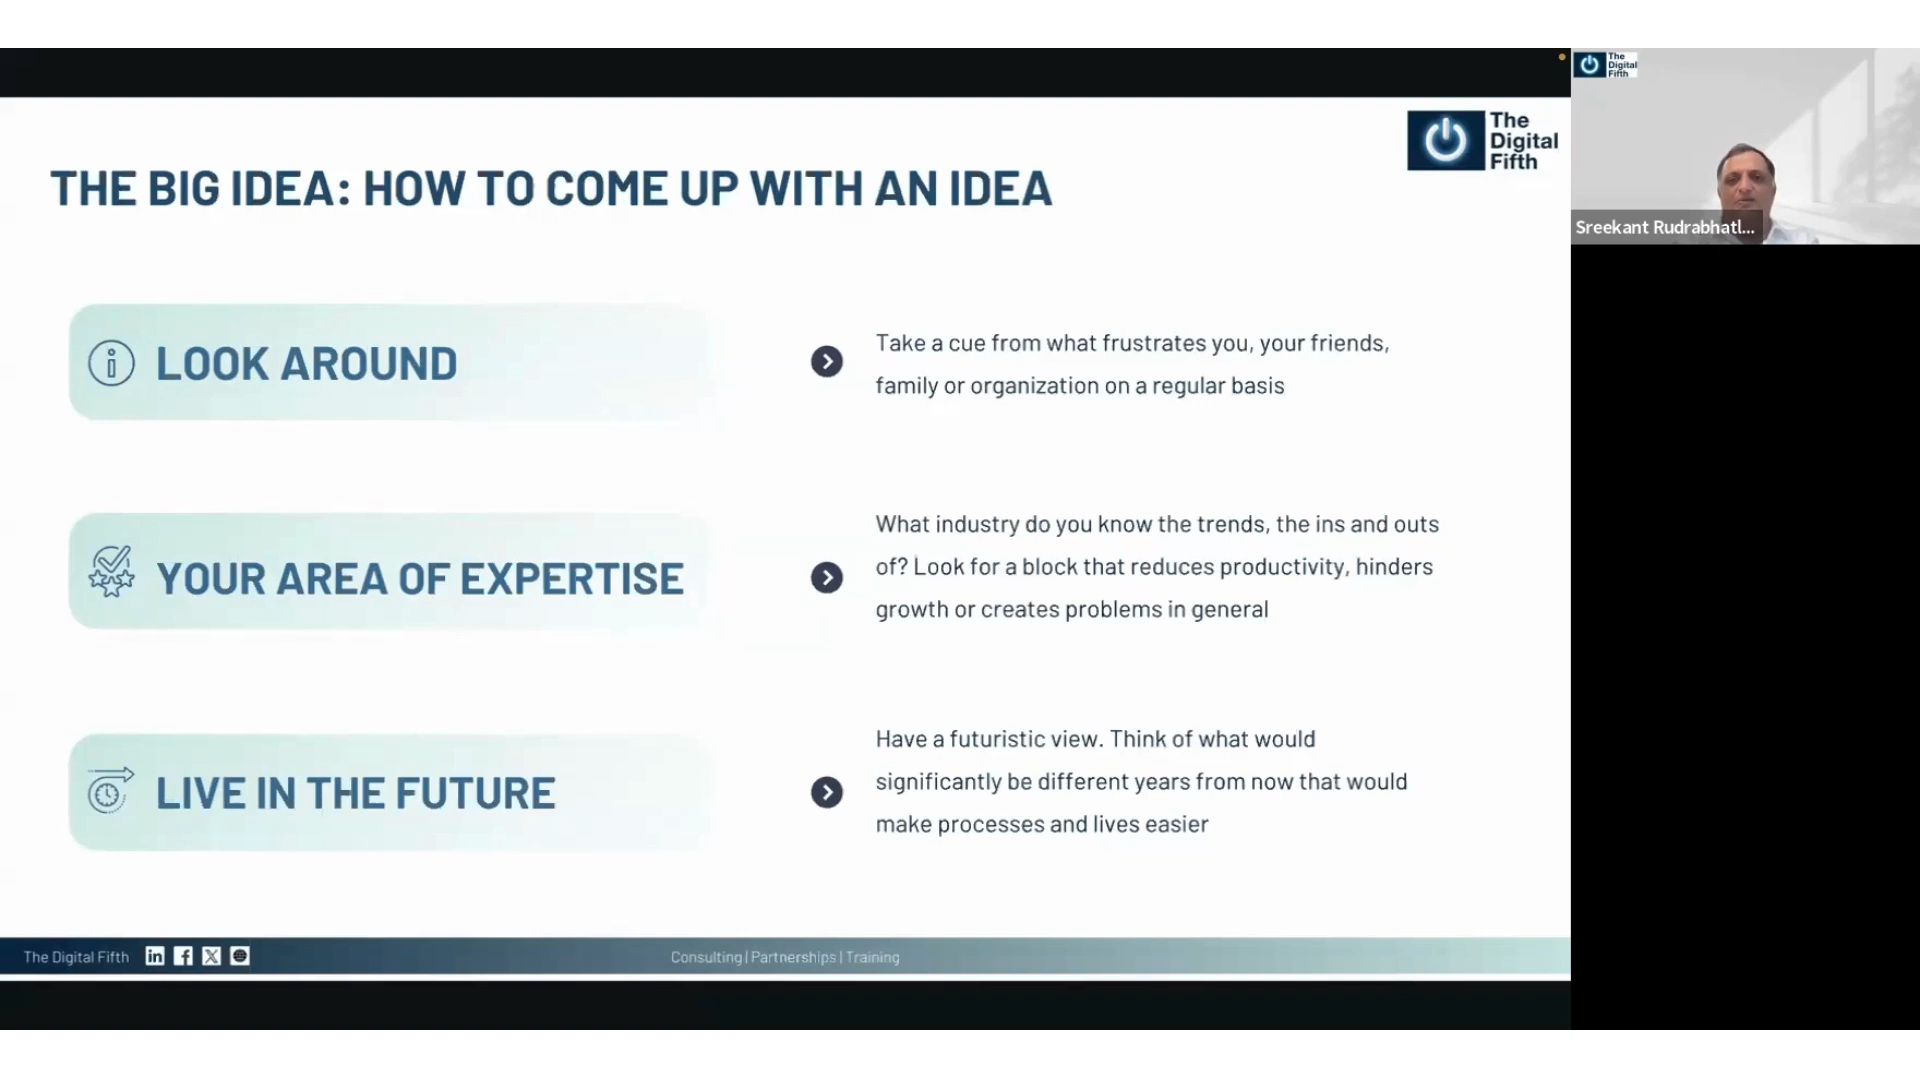 The
Digital
Fifth
THE BIG IDEA: HOW TO COME UP WITH AN IDEA
The
Digital
Fifth
Sreekant Rudrabhatl...
LOOK AROUND
Take a cue from what frustrates you, your friends,
family or organization on a regular basis
YOUR AREA OF EXPERTISE
What industry do you know the trends, the ins and outs
of? Look for a block that reduces productivity, hinders
growth or creates problems in general
LIVE IN THE FUTURE
Have a futuristic view. Think of what would
significantly be different years from now that would
make processes and lives easier
The Digital Fifth
Consulting | Partnerships | Training